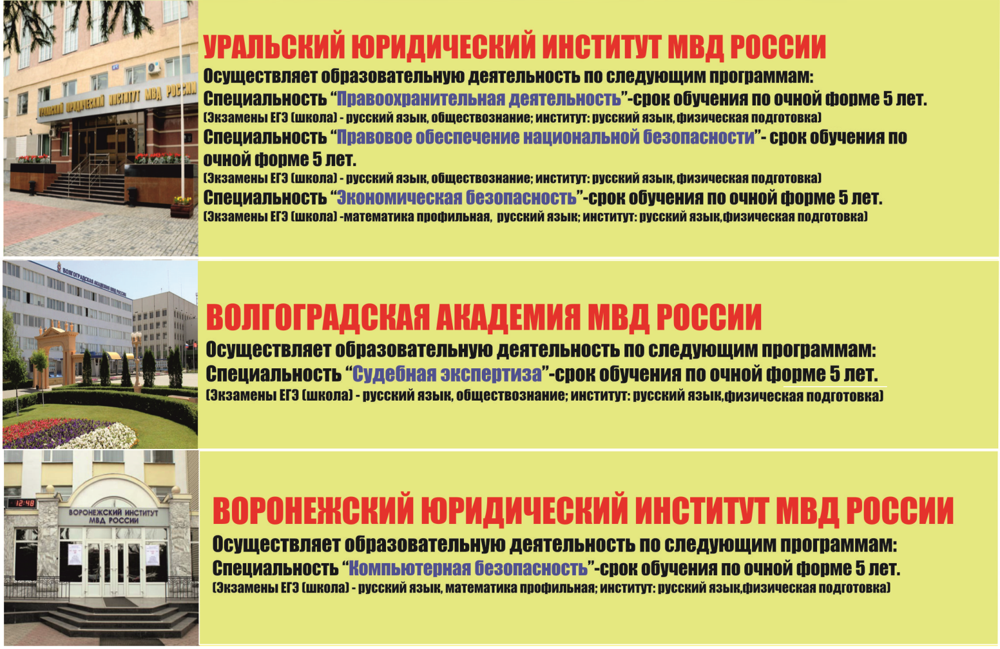 УРАЛЬСКИЙ ЮРИДИЧЕСКИЙ ИНСТИТУТ МВД РОССИИ
Осуществляет образовательную деятельность по следующим программам:
Специальность “Правоохранительная деятельность”-срок обучения по очной форме 5 лет.
(Экзамены ЕГЭ (школа) - русский язык, обществознание; институт: русский язык, физическая подготовка)
Специальность “Правовое обеспечение национальной безопасности”- срок обучения по
очной форме 5 лет.
(Экзамены ЕГЭ (школа) - русский язык, обществознание; институт: русский язык, физическая подготовка)
Специальность “Экономическая безопасность”-срок обучения по очной форме 5 лет.
(Экзамены ЕГЭ (школа) -математика профильная, русский язык; институт: русский язык,физическая подготовка)
УРАЛЬСКИЙ ЮРИДИЧЕСКИЙ ИНСТИТУТ МВД РОССИИ
ВОЛГОГРАДСКАЯ АКАДЕМИЯ МВД РОССИИ
ВОЛГОГРАДСКАЯ АКАДЕМИЯ МВД РОССИИ
Осуществляет образовательную деятельность по следующим программам:
Специальность “Судебная экспертиза”-срок обучения по очной форме 5 лет.
(Экзамены ЕГЭ (школа) - русский язык, обществознание; институт: русский язык,физическая подготовка)
12:48
ВОРОНЕЖСКИЙ ИНСТИТУТ
МВД РОССИИ
ВОРОНЕЖСКИЙ ЮРИДИЧЕСКИЙ ИНСТИТУТ МВД РОССИИ
Осуществляет образовательную деятельность по следующим программам:
Специальность “Компьютерная безопасность”-срок обучения по очной форме 5 лет.
(Экзамены ЕГЭ (школа) - русский язык, математика профильная; институт: русский язык,физическая подготовка)